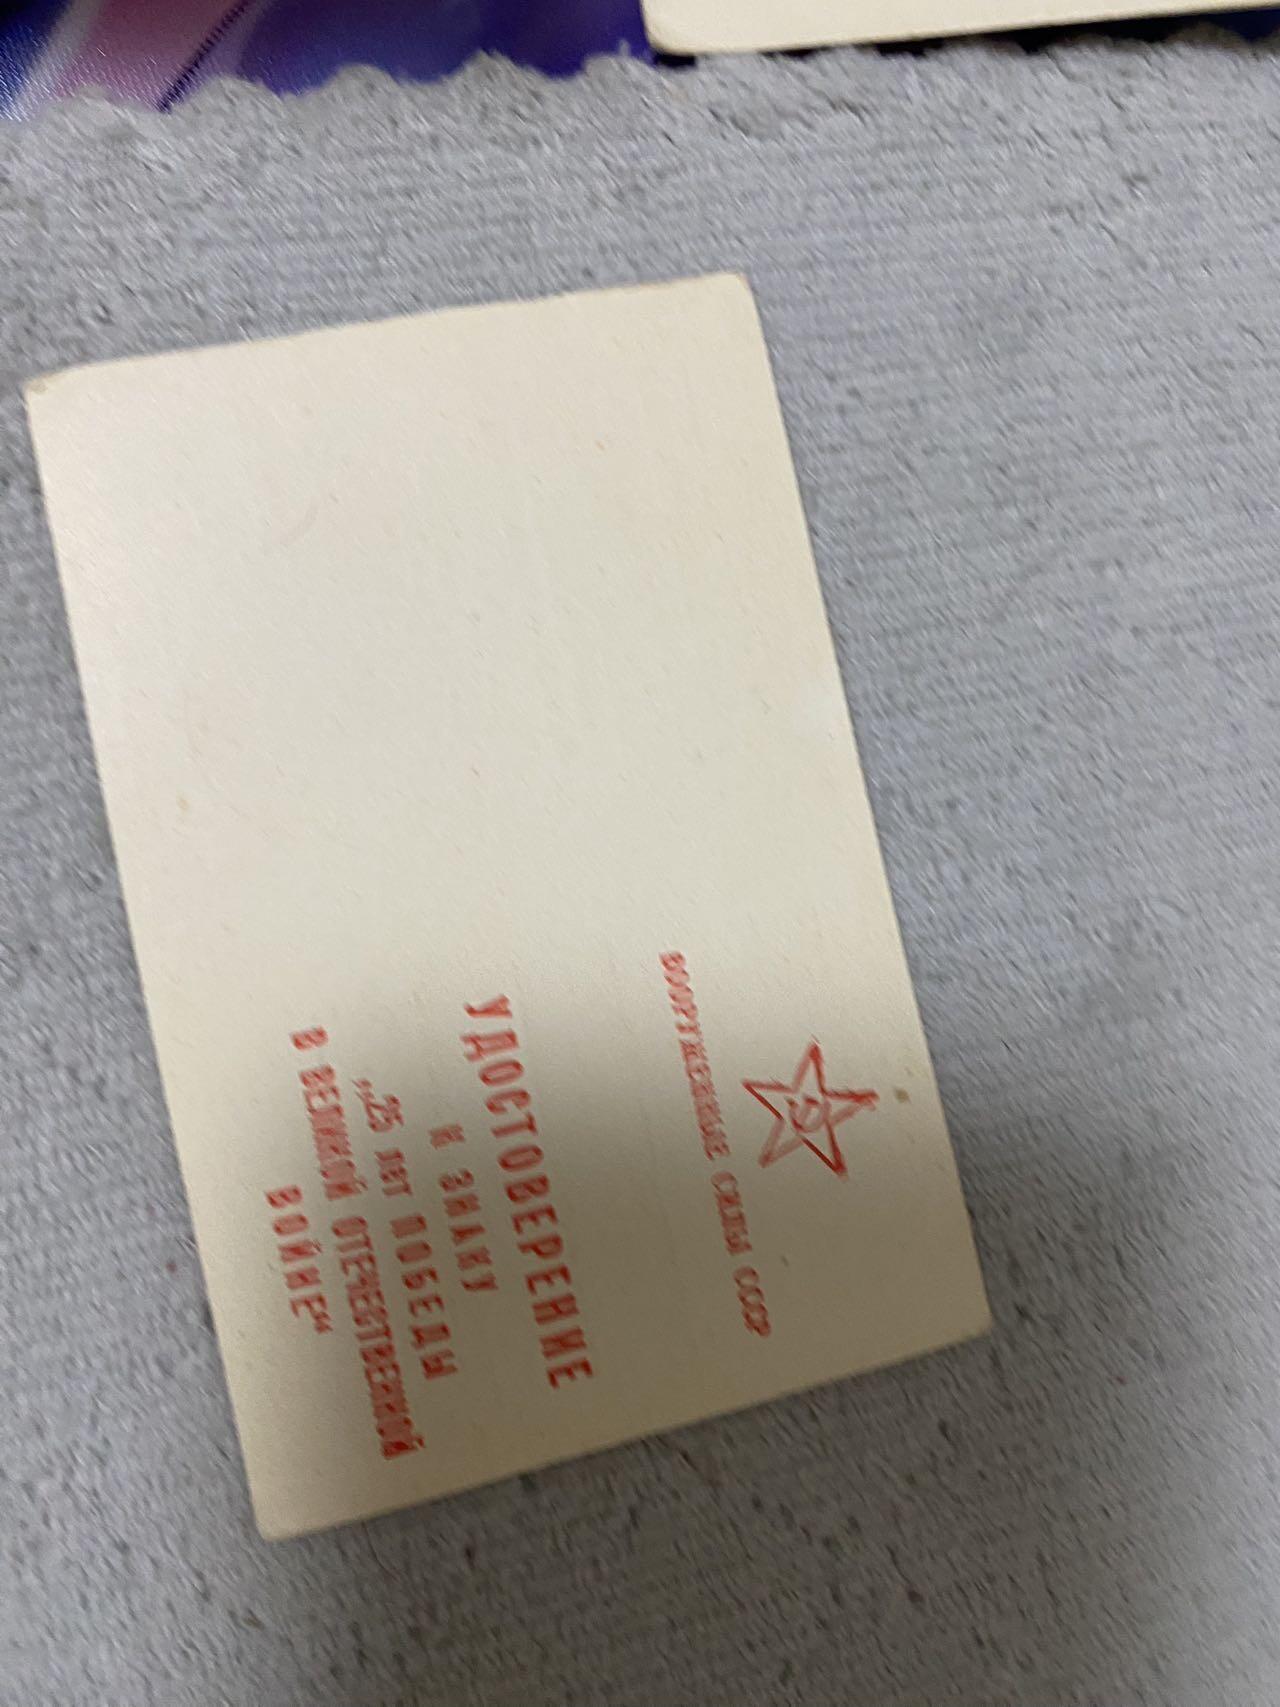 ВООРУЖЕННЫЕ СИЛЫ СССР
УДОСТОВЕРЕНИЕ
К ЗНАКУ
„25 ЛЕТ ПОБЕДЫ
В ВЕЛИКОЙ ОТЕЧЕСТВЕННОЙ
ВОЙНЕ“